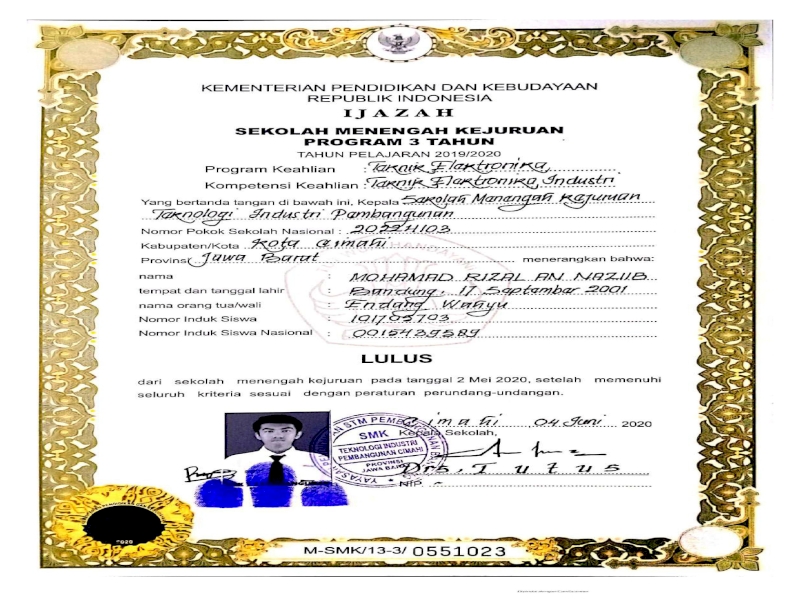 KEMENTERIAN PENDIDIKAN DAN KEBUDAYAAN
REPUBLIK INDONESIA
IJAZAH
SEKOLAH MENENGAH KEJURUAN
PROGRAM 3 TAHUN
TAHUN PELAJARAN 2019/2020
Program Keahlian : Teknik Elektronika
Kompetensi Keahlian : Teknik Elektronika Industri
Yang bertanda tangan di bawah ini, Kepala Sekolah Menengah Kejuruan
Teknologi Industri Pembangunan
Nomor Pokok Sekolah Nasional :
Kabupaten/Kota Kota Cimahi
Provinsi Jawa Barat menerangkan bahwa:
nama : MOHAMAD RIZAL AN NAZIIB
tempat dan tanggal lahir : Bandung, 17 September 2001
nama orang tua/wali : Endang Wahyu
Nomor Induk Siswa : 101703703
Nomor Induk Siswa Nasional : 0015439589
LULUS
dari sekolah menengah kejuruan pada tanggal 2 Mei 2020, setelah memenuhi
seluruh kriteria sesuai dengan peraturan perundang-undangan.
Cimahi 04 Juni 2020
Kepala Sekolah,
SMK
TEKNOLOGI INDUSTRI
PEMBANGUNAN CIMAHI
PROVINSI
JAWA BARAT
Drs. Tutus
NIP -
2020
M-SMK/13-3/ 0551023